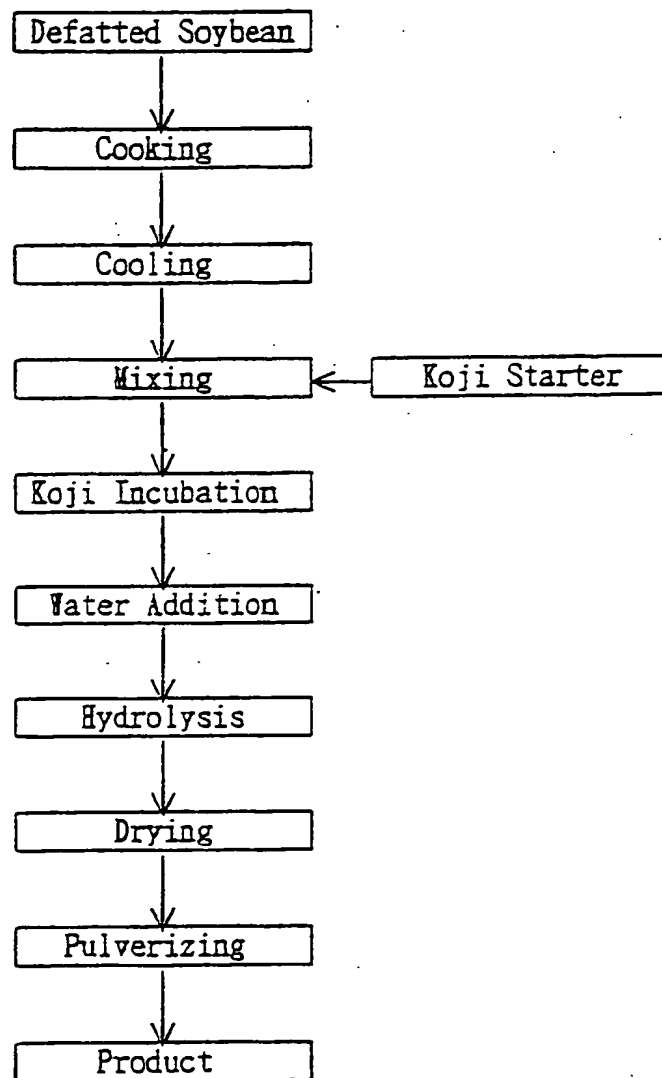 Defatted Soybean
Cooking
Cooling
Mixing
Koji Starter
Koji Incubation
Water Addition
Hydrolysis
Drying
Pulverizing
Product